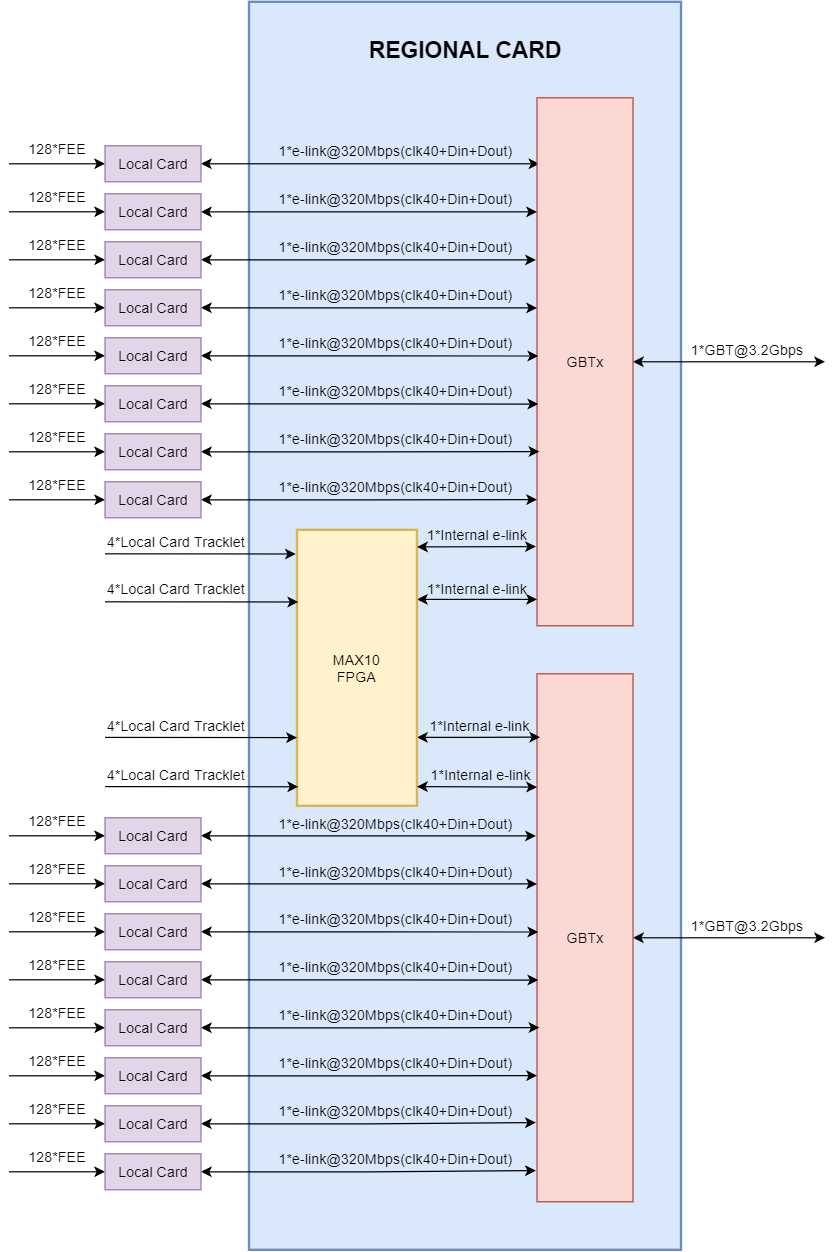 REGIONAL CARD
128*FEE
Local Card
1*e-link@320Mbps(clk40+Din+Dout)
128*FEE
Local Card
1*e-link@320Mbps(clk40+Din+Dout)
128*FEE
Local Card
1*e-link@320Mbps(clk40+Din+Dout)
128*FEE
Local Card
1*e-link@320Mbps(clk40+Din+Dout)
128*FEE
Local Card
1*e-link@320Mbps(clk40+Din+Dout)
GBTx
1*GBT@3.2Gbps
128*FEE
Local Card
1*e-link@320Mbps(clk40+Din+Dout)
128*FEE
Local Card
1*e-link@320Mbps(clk40+Din+Dout)
128*FEE
Local Card
1*e-link@320Mbps(clk40+Din+Dout)
4*Local Card Tracklet
1*Internal e-link
4*Local Card Tracklet
1*Internal e-link
MAX10
FPGA
4*Local Card Tracklet
1*Internal e-link
4*Local Card Tracklet
1*Internal e-link
128*FEE
Local Card
1*e-link@320Mbps(clk40+Din+Dout)
128*FEE
Local Card
1*e-link@320Mbps(clk40+Din+Dout)
128*FEE
Local Card
1*e-link@320Mbps(clk40+Din+Dout)
GBTx
1*GBT@3.2Gbps
128*FEE
Local Card
1*e-link@320Mbps(clk40+Din+Dout)
128*FEE
Local Card
1*e-link@320Mbps(clk40+Din+Dout)
128*FEE
Local Card
1*e-link@320Mbps(clk40+Din+Dout)
128*FEE
Local Card
1*e-link@320Mbps(clk40+Din+Dout)
128*FEE
Local Card
1*e-link@320Mbps(clk40+Din+Dout)